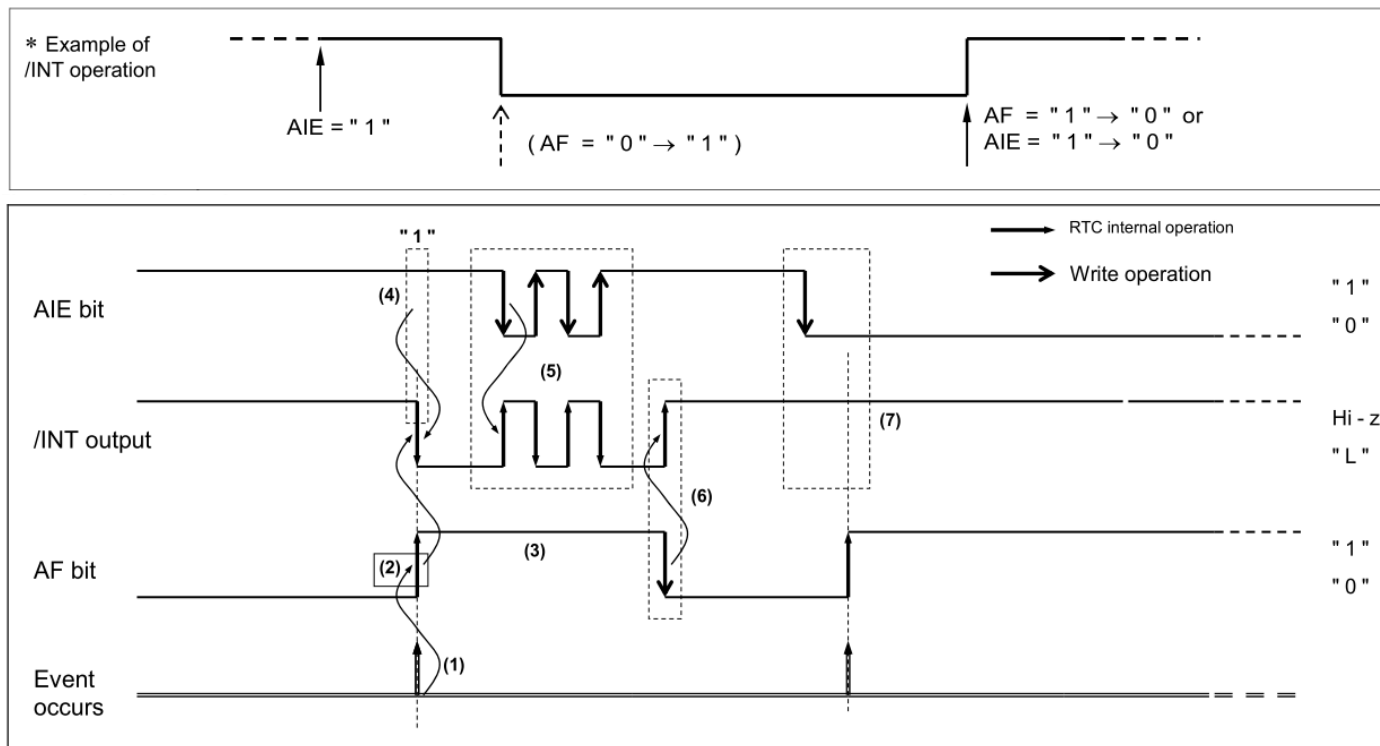 * Example of
/INT operation
AIE = " 1 "
( AF = " 0 " → " 1 " )
AF = " 1 " → " 0 " or
AIE = " 1 " → " 0 "
RTC internal operation
Write operation
" 1 "
AIE bit
(4)
(5)
" 1 "
" 0 "
/INT output
(7)
Hi - z
" L "
(6)
AF bit
(2)
(3)
" 1 "
" 0 "
Event
occurs
(1)